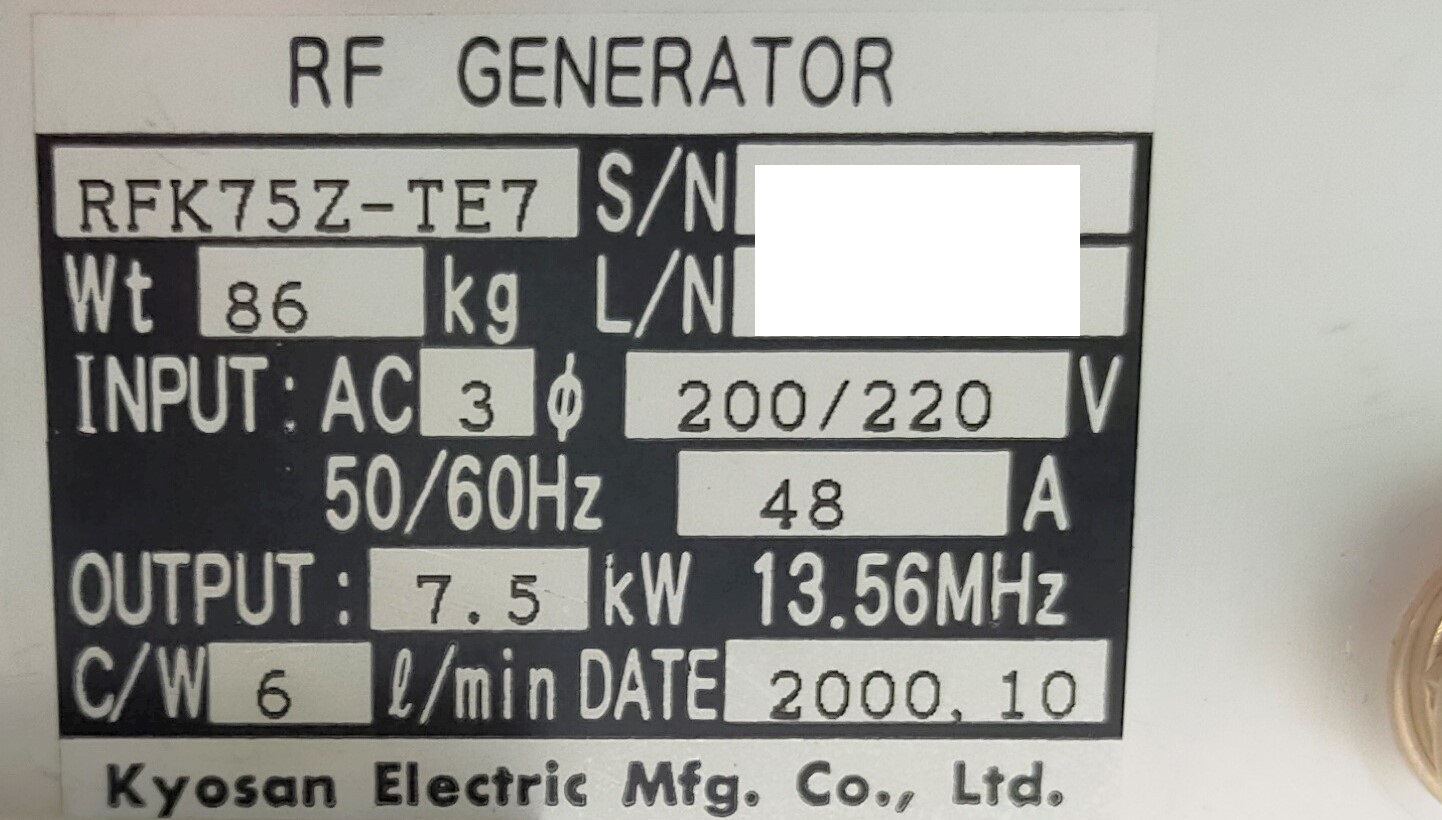 RF GENERATOR
RFK75Z-TE7 S/N
Wt 86 kg L/N
INPUT: AC 3 ϕ 200/220 V
50/60Hz 48 A
OUTPUT: 7.5 kW 13.56MHz
C/W 6 ℓ/min DATE 2000.10
Kyosan Electric Mfg. Co., Ltd.